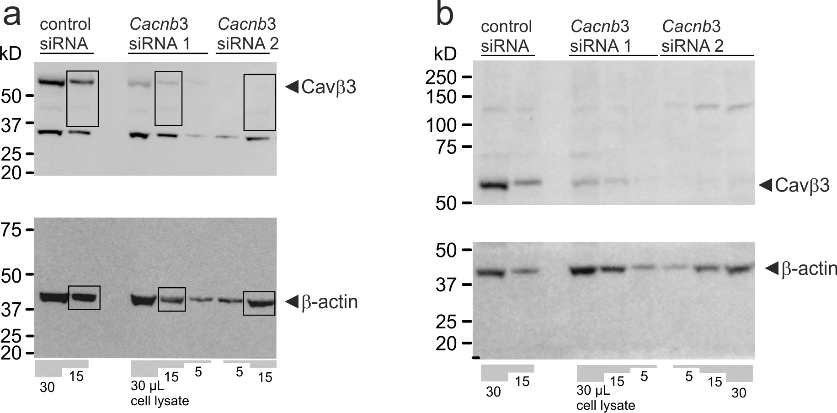 a
control
siRNA
Cacnb3
siRNA 1
Cacnb3
siRNA 2
kD
50
37
25
20
Cavβ3
75
50
37
25
20
β-actin
30
15
30 µL
cell lysate
15
5
5
15
b
control
siRNA
Cacnb3
siRNA 1
Cacnb3
siRNA 2
kD
250
150
100
75
50
Cavβ3
50
37
25
20
β-actin
30
15
30 µL
cell lysate
15
5
5
15
30